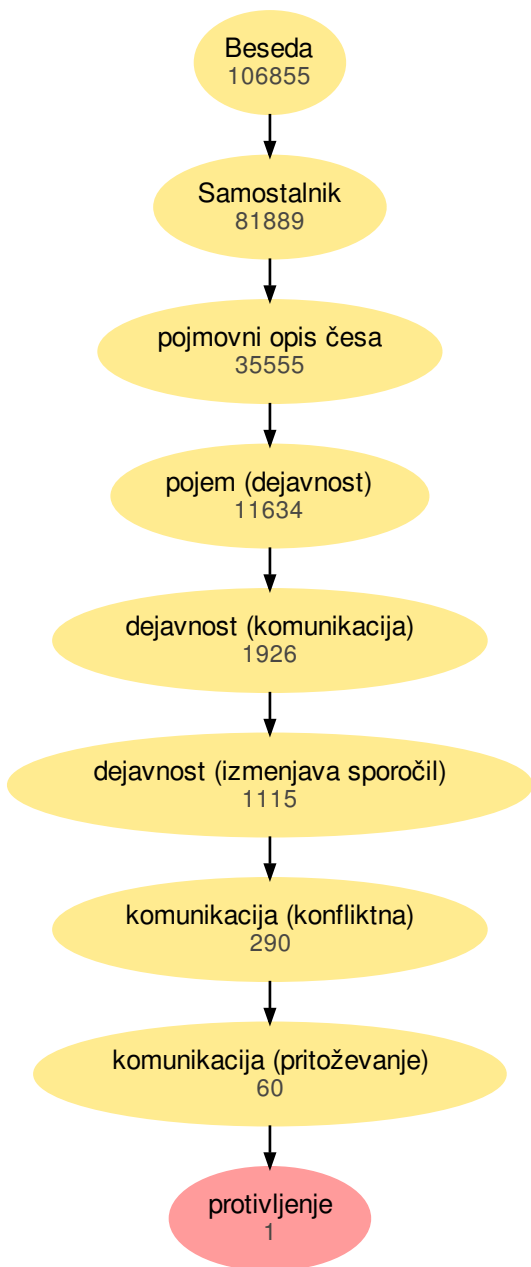 Beseda
106855
Samostalnik
81889
pojmovni opis česa
35555
pojem (dejavnost)
11634
dejavnost (komunikacija)
1926
dejavnost (izmenjava sporočil)
1115
komunikacija (konfliktna)
290
komunikacija (pritoževanje)
60
protivljenje
1